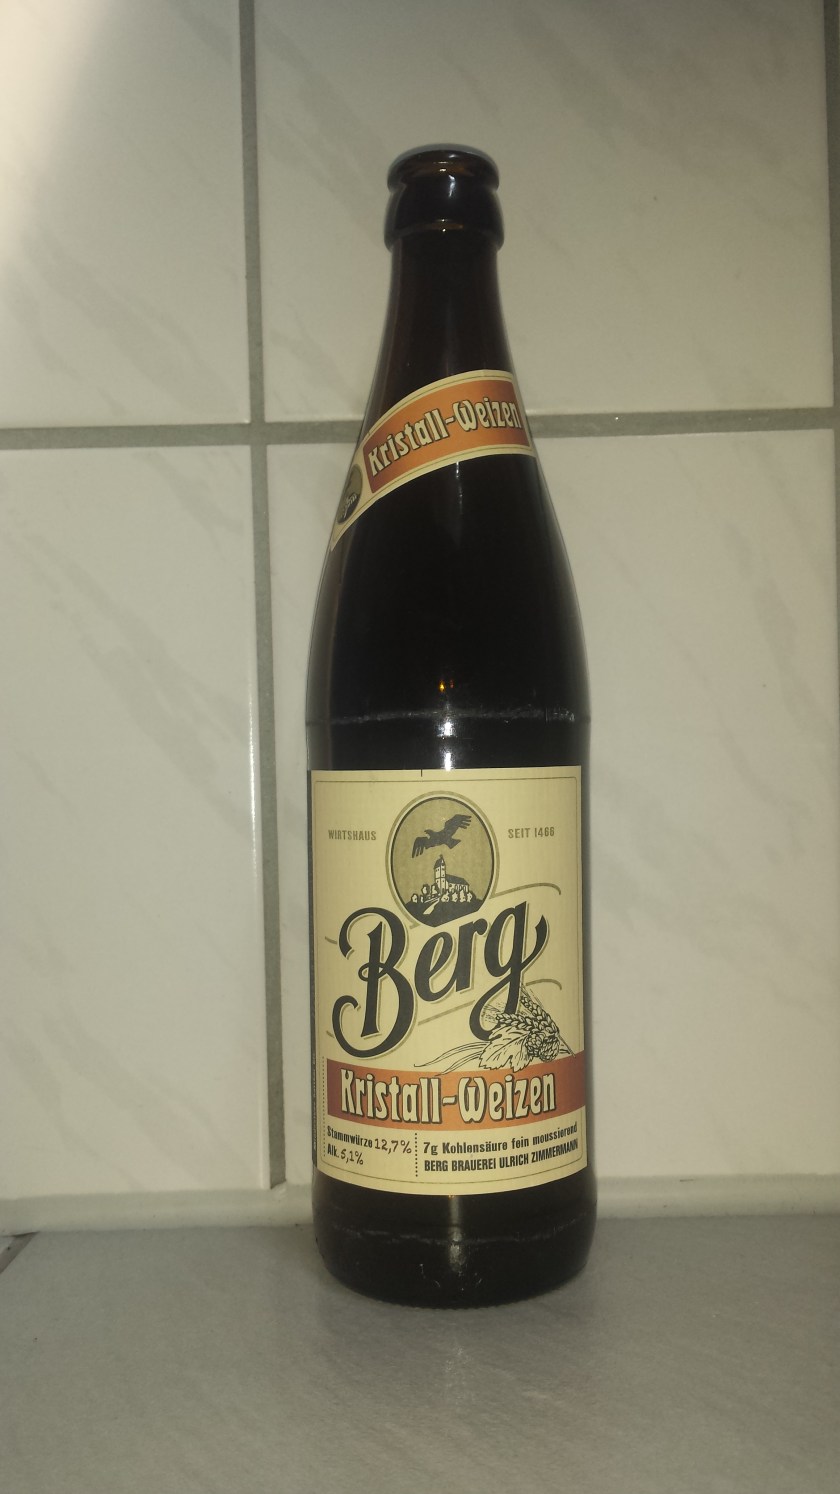 Kristall-Weizen
WIRTSHAUS
SEIT 1466
Berg
Kristall-Weizen
Stammwürze 12,7%
Alk. 5,1%
7g Kohlensäure fein moussierend
BERG BRAUEREI ULRICH ZIMMERMANN